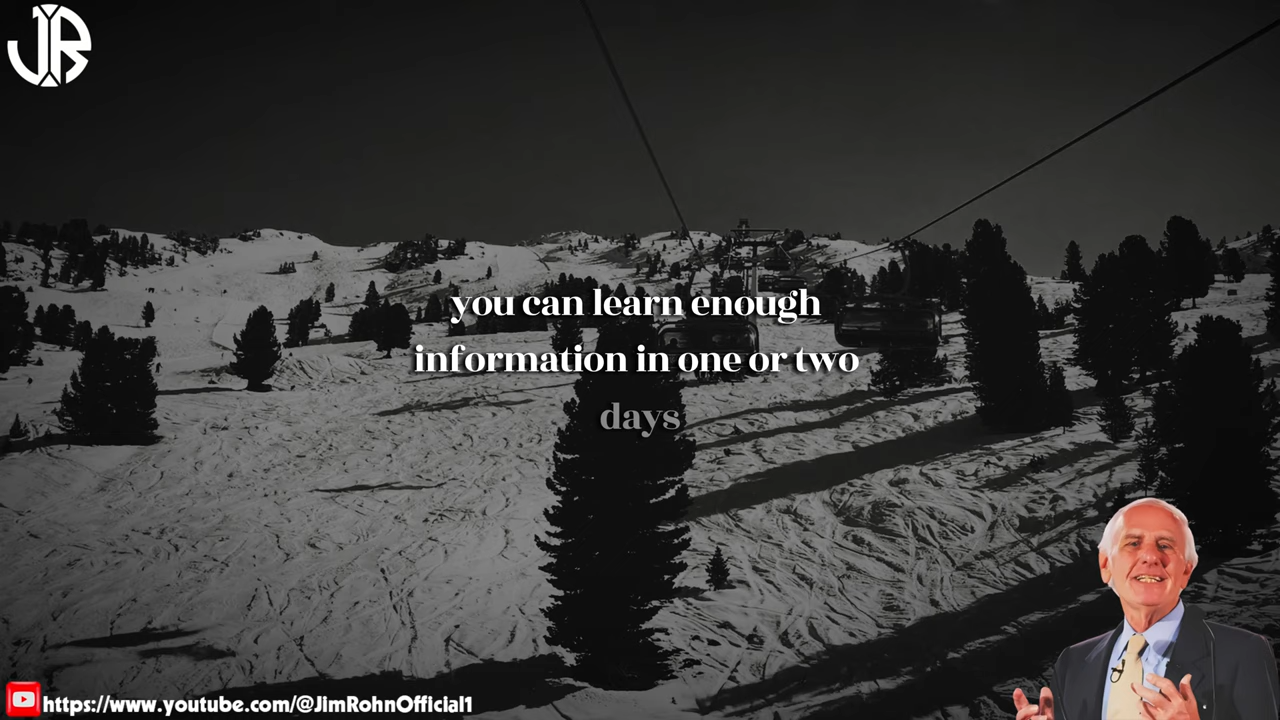 JR
you can learn enough
information in one or two
days
https://www.youtube.com/@JimRohnOfficial1